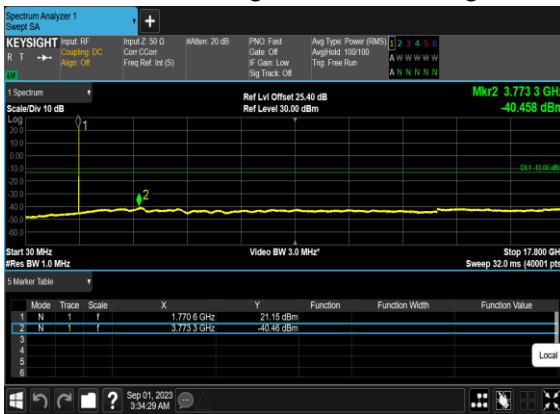 Spectrum Analyzer 1
Swept SA
+
KEYSIGHT Input: RF Input Z: 50 Ω #Atten: 20 dB PNO: Fast Avg Type: Power (RMS) 1 2 3 4 5 6
R T Coupling: DC Corr CCorr Gate: Off Avg|Hold: 100/100 A W W W W W
Align: Off Freq Ref: Int (S) IF Gain: Low Trig: Free Run
Sig Track: Off A N N N N N
1 Spectrum
Scale/Div 10 dB Ref Lvl Offset 25.40 dB Mkr2 3.773 3 GHz
Ref Level 30.00 dBm -40.458 dBm
Log
20.0
10.0
0.00
-10.0
-20.0
-30.0
-40.0
-50.0
-60.0
1
2
DL1 -13.00 dBm
Start 30 MHz Video BW 3.0 MHz* Stop 17.800 GHz
#Res BW 1.0 MHz Sweep 32.0 ms (40001 pts)
5 Marker Table
Mode Trace Scale X Y Function Function Width Function Value
1 N 1 f 1.770 6 GHz 21.15 dBm
2 N 1 f 3.773 3 GHz -40.46 dBm
3
4
5
6
Local
? Sep 01, 2023
3:34:29 AM